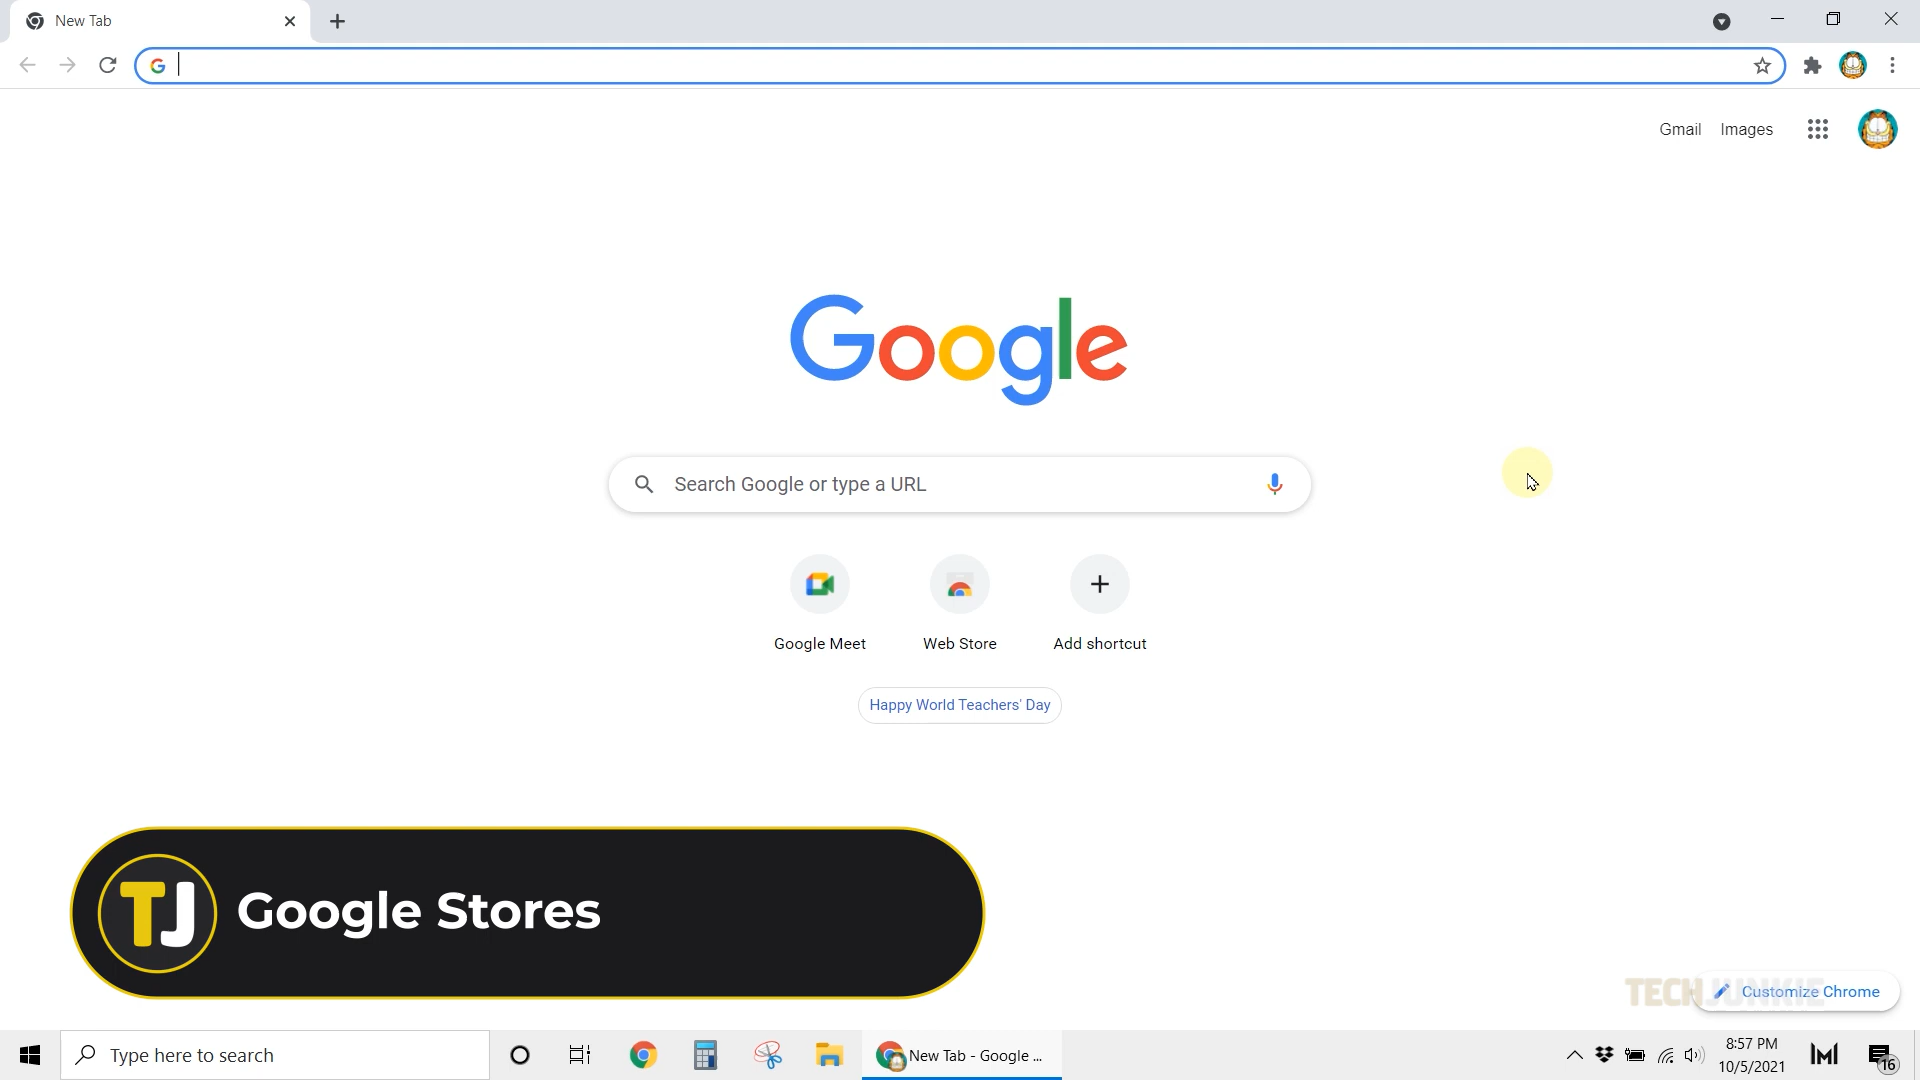 New Tab
Gmail Images
Google
Search Google or type a URL
Google Meet Web Store Add shortcut
Happy World Teachers' Day
TJ Google Stores
TECHJUNKIE
Customize Chrome
Type here to search
New Tab - Google ...
8:57 PM
10/5/2021
16